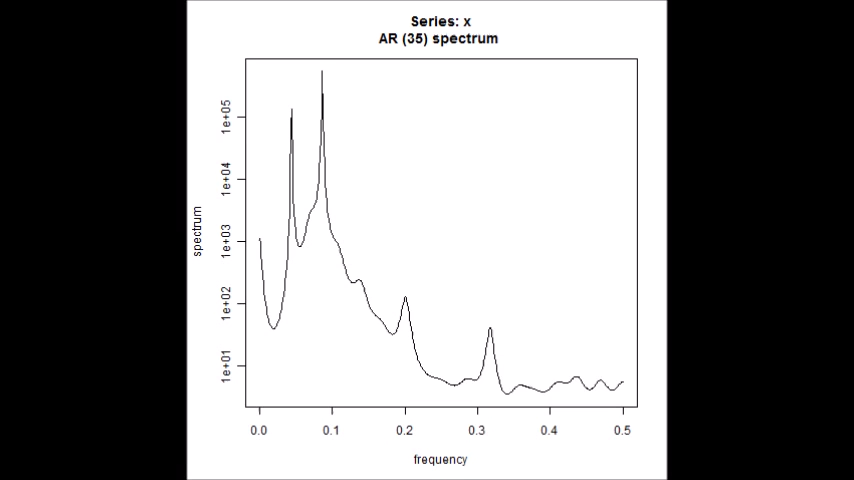 Series: x
AR (35) spectrum
spectrum
1e+05
1e+04
1e+03
1e+02
1e+01
0.0 0.1 0.2 0.3 0.4 0.5
frequency